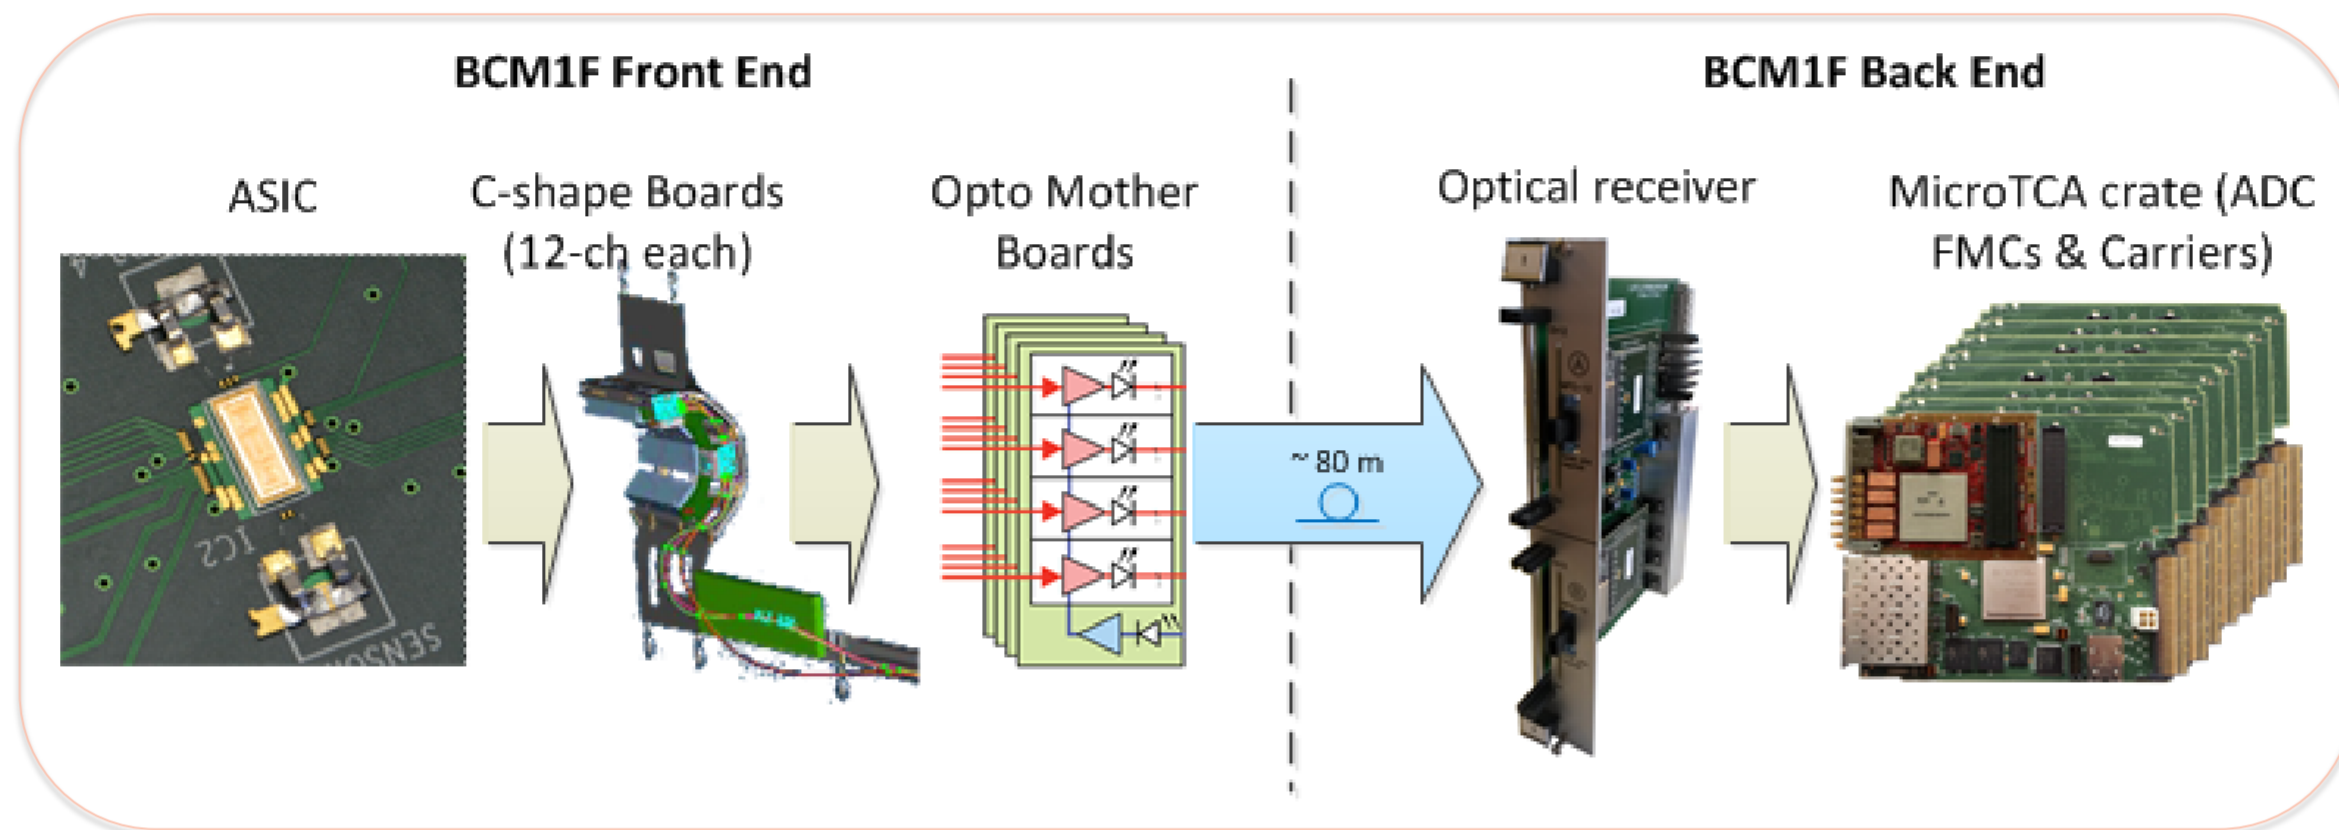 BCM1F Front End
BCM1F Back End
ASIC
C-shape Boards
(12-ch each)
Opto Mother
Boards
Optical receiver
MicroTCA crate (ADC
FMCs & Carriers)
~ 80 m
IC2
SENSO